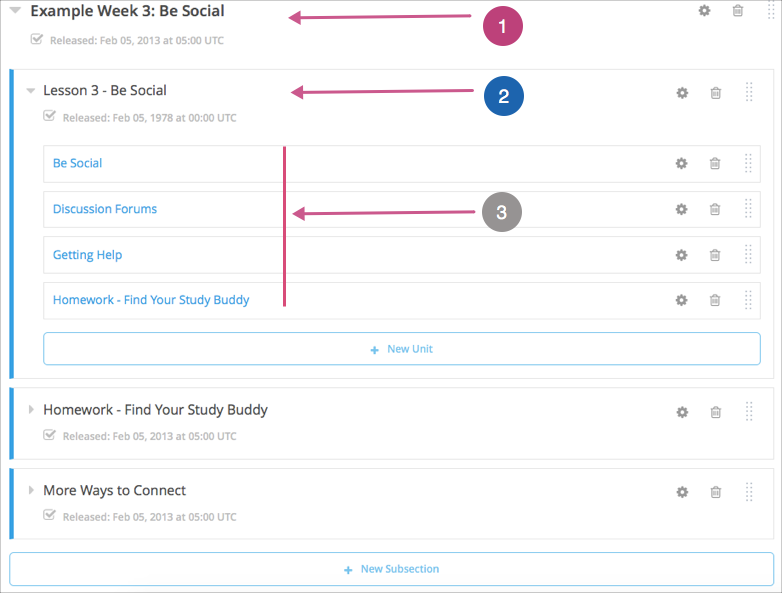 Example Week 3: Be Social
1
Released: Feb 05, 2013 at 05:00 UTC
Lesson 3 - Be Social
2
Released: Feb 05, 1978 at 00:00 UTC
Be Social
Discussion Forums
3
Getting Help
Homework - Find Your Study Buddy
+ New Unit
Homework - Find Your Study Buddy
Released: Feb 05, 2013 at 05:00 UTC
More Ways to Connect
Released: Feb 05, 2013 at 05:00 UTC
+ New Subsection